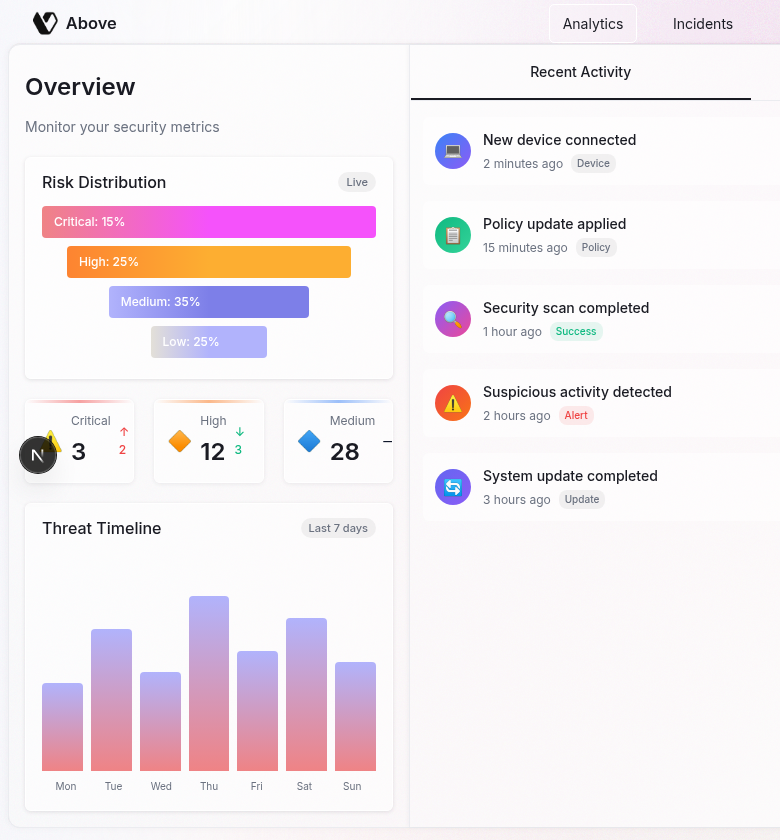 Above
Analytics
Incidents
Overview
Monitor your security metrics
Risk Distribution
Live
Critical: 15%
High: 25%
Medium: 35%
Low: 25%
Critical
3
↑
2
High
12
↓
3
Medium
28
–
N
Threat Timeline
Last 7 days
Mon Tue Wed Thu Fri Sat Sun
Recent Activity
New device connected
2 minutes ago Device
Policy update applied
15 minutes ago Policy
Security scan completed
1 hour ago Success
Suspicious activity detected
2 hours ago Alert
System update completed
3 hours ago Update